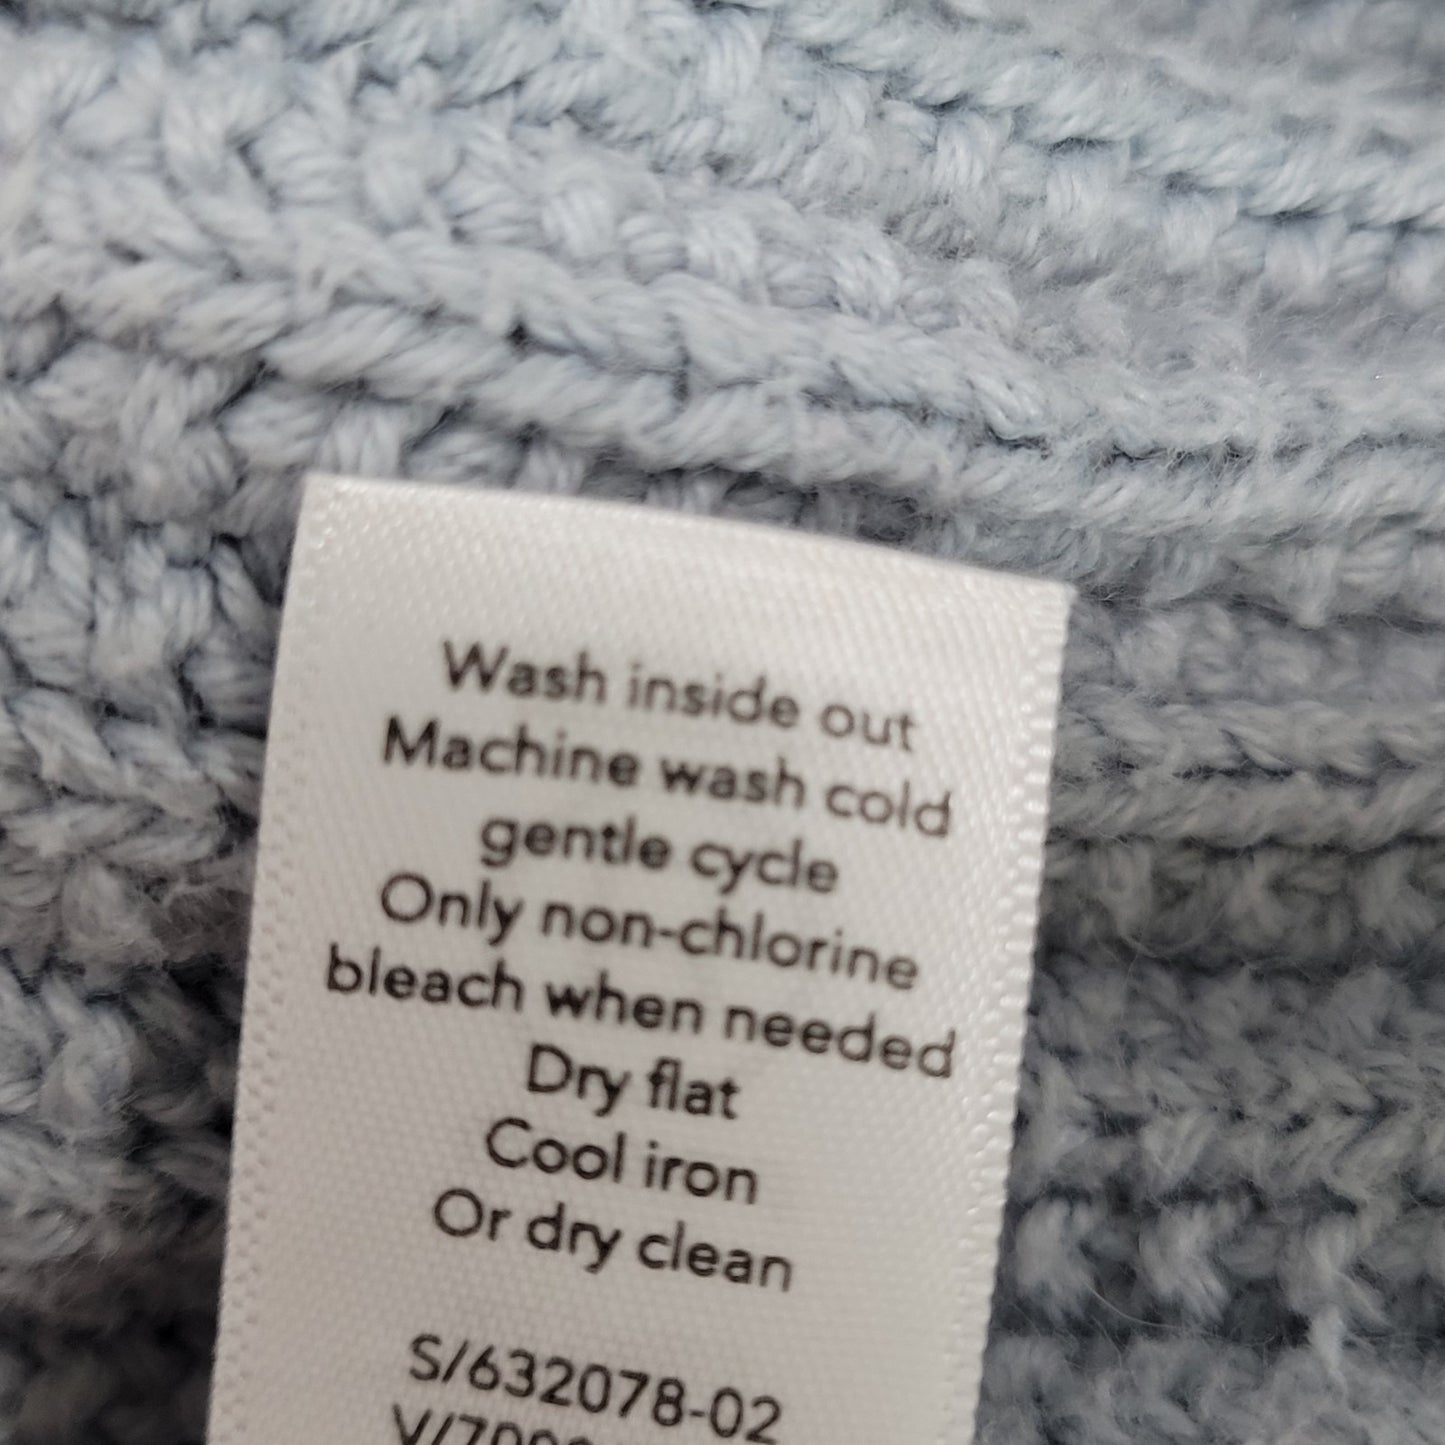 Wash inside out
Machine wash cold
gentle cycle
Only non-chlorine
bleach when needed
Dry flat
Cool iron
Or dry clean
S/632078-02